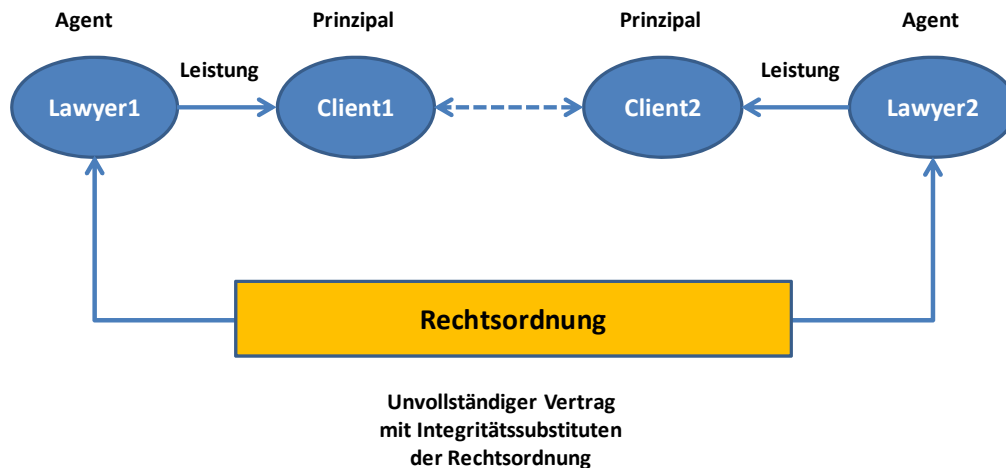 Agent Prinzipal Prinzipal Agent
Leistung Leistung
Lawyer1 Client1 Client2 Lawyer2
Rechtsordnung
Unvollständiger Vertrag
mit Integritätssubstituten
der Rechtsordnung